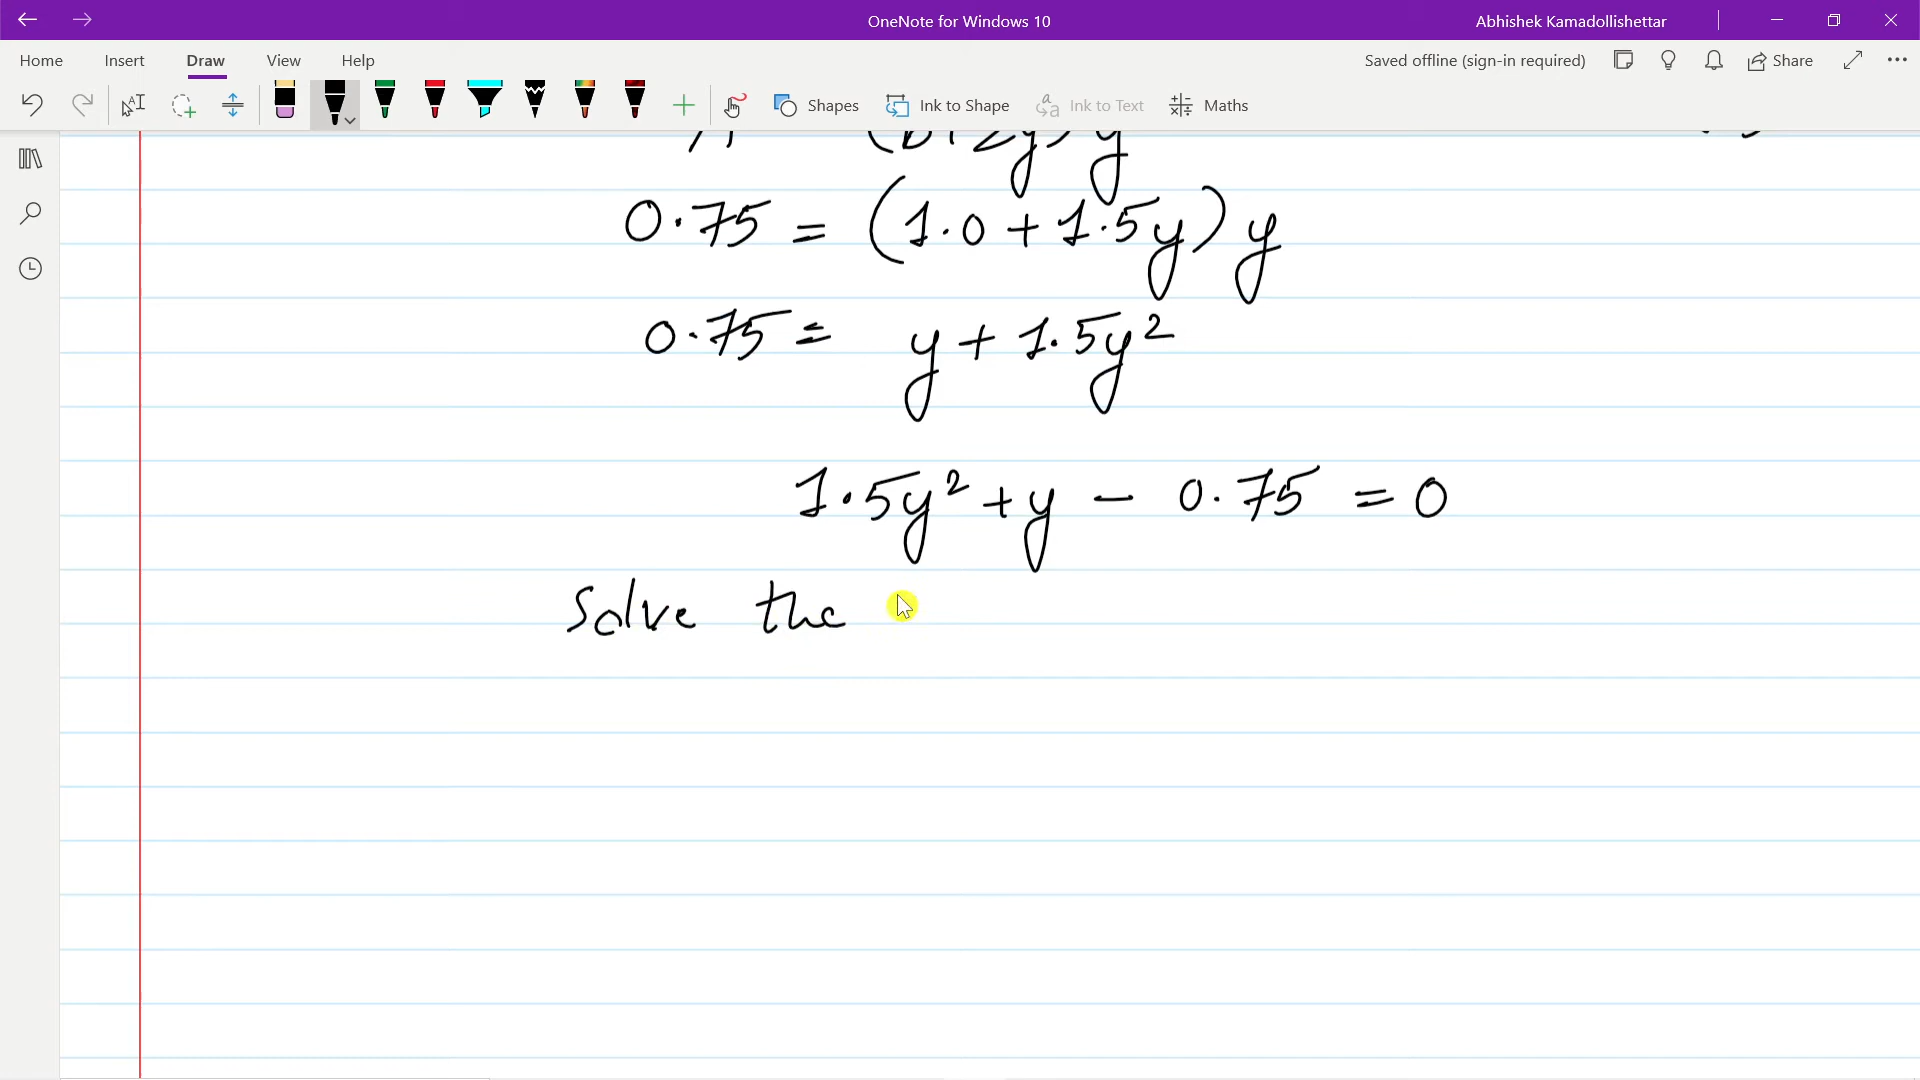 OneNote for Windows 10
Abhishek Kamadollishettar
Home Insert Draw View Help
Saved offline (sign-in required) Share
Shapes Ink to Shape Ink to Text Maths
0.75 = (1.0 + 1.5y) y
0.75 = y + 1.5y²
1.5y² + y - 0.75 = 0
Solve the